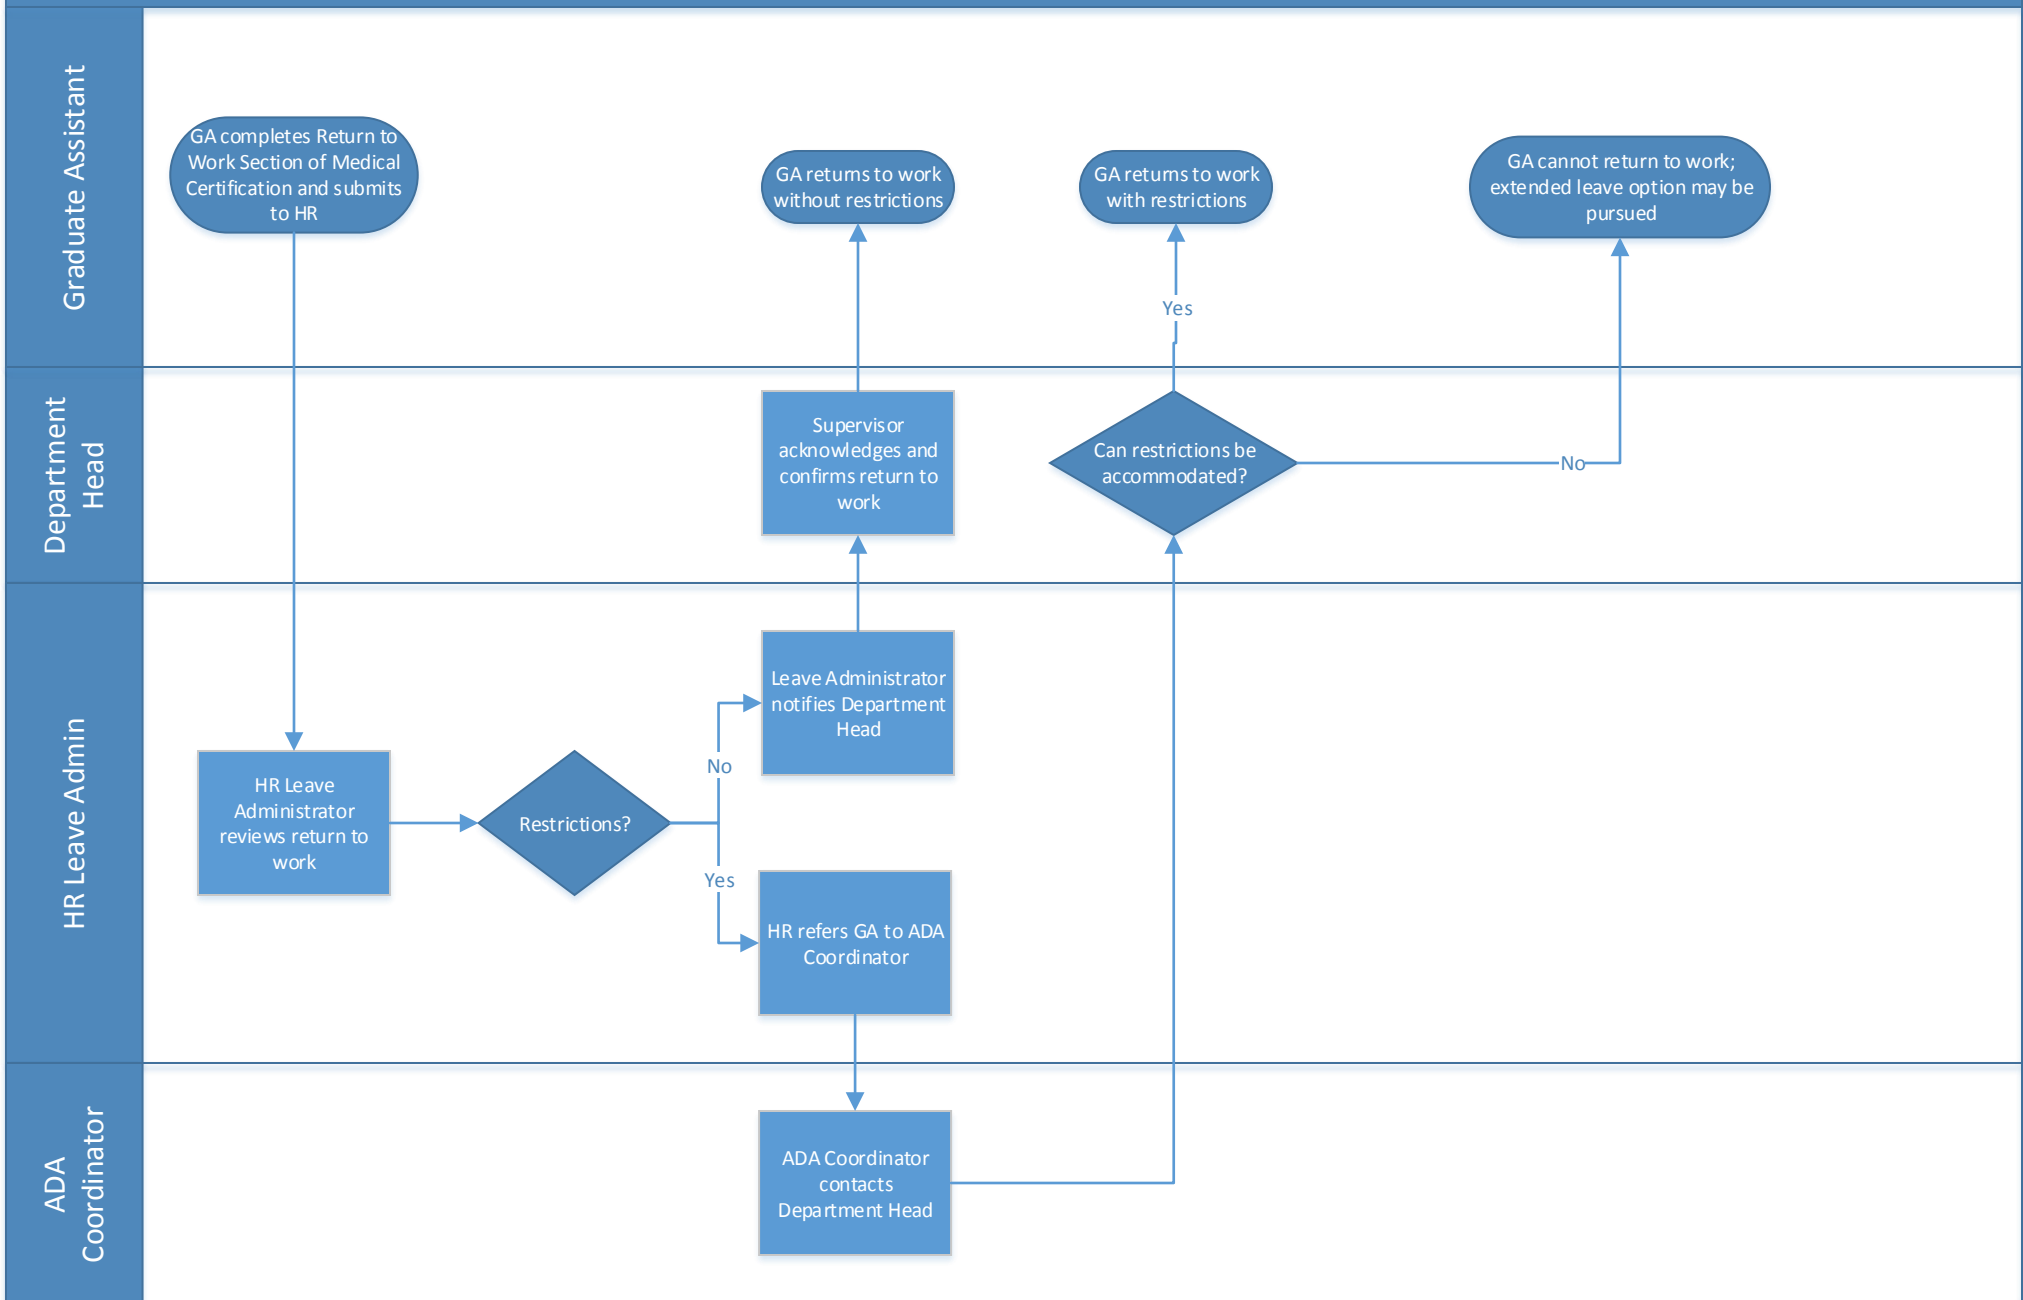 Graduate Assistant
GA completes Return to
Work Section of Medical
Certification and submits
to HR
GA returns to work
without restrictions
GA returns to work
with restrictions
GA cannot return to work;
extended leave option may be
pursued
Yes
Department
Head
Supervisor
acknowledges and
confirms return to
work
Can restrictions be
accommodated?
No
HR Leave Admin
HR Leave
Administrator
reviews return to
work
Restrictions?
No
Yes
Leave Administrator
notifies Department
Head
HR refers GA to ADA
Coordinator
ADA
Coordinator
ADA Coordinator
contacts
Department Head